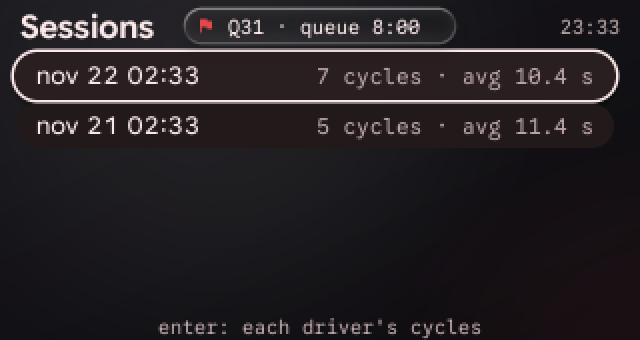 Sessions
Q31 · queue 8:00
23:33
nov 22 02:33 7 cycles · avg 10.4 s
nov 21 02:33 5 cycles · avg 11.4 s
enter: each driver's cycles